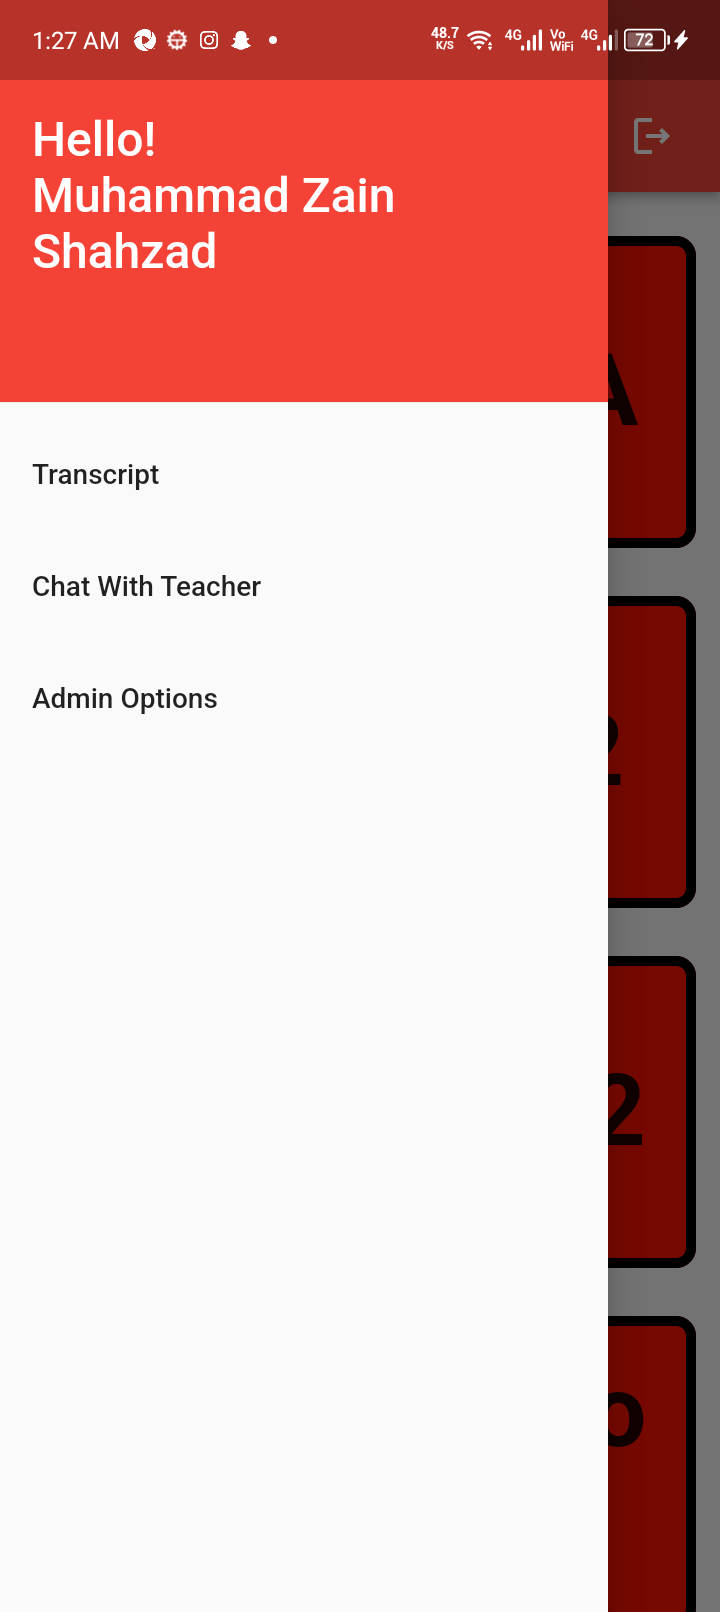 1:27 AM 48.7 K/S 4G Vo WiFi 4G 72
Hello!
Muhammad Zain
Shahzad
Transcript
Chat With Teacher
Admin Options
A
2
2
o